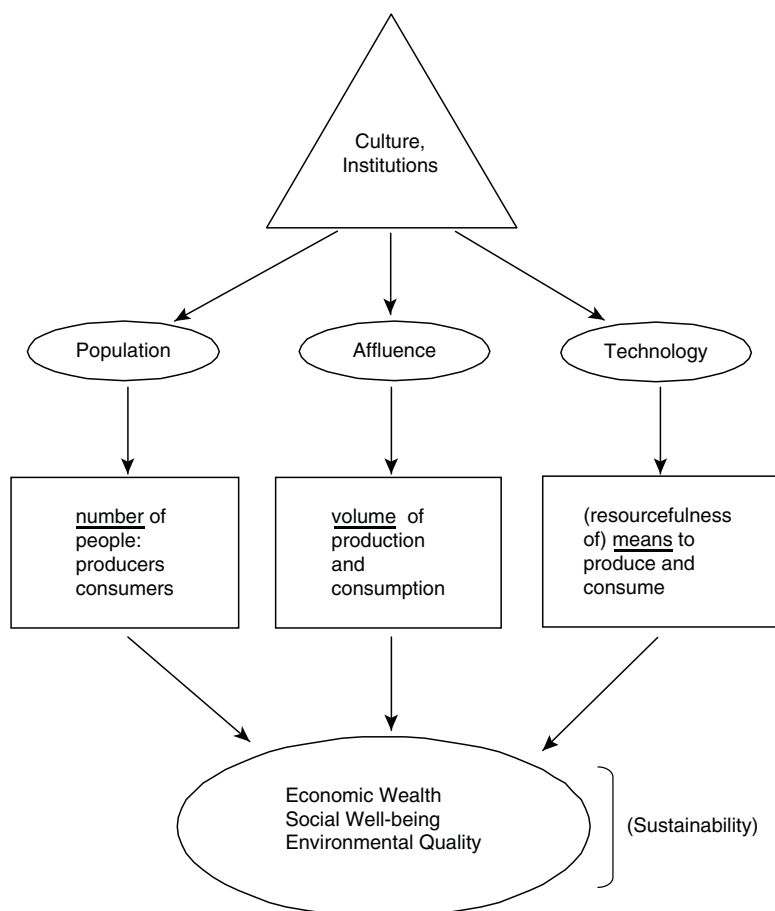 Culture,
Institutions
Population
Affluence
Technology
number of
people:
producers
consumers
volume of
production
and
consumption
(resourcefulness
of) means to
produce and
consume
Economic Wealth
Social Well-being
Environmental Quality
(Sustainability)